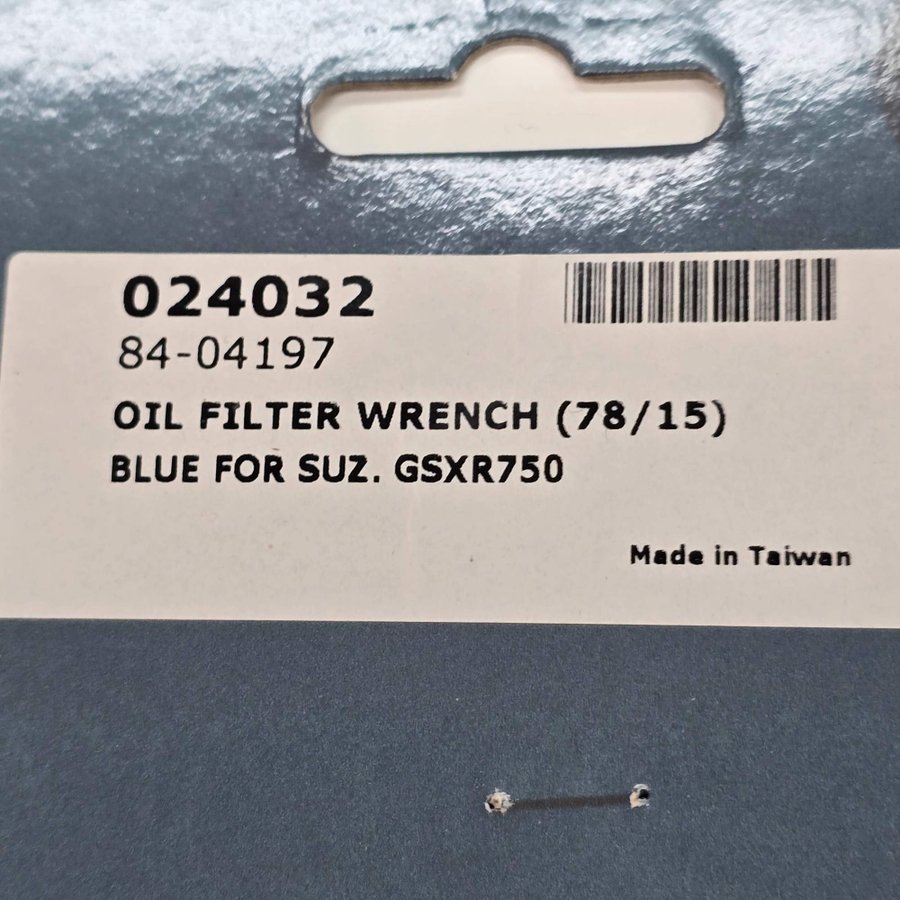 024032
84-04197
OIL FILTER WRENCH (78/15)
BLUE FOR SUZ. GSXR750
Made in Taiwan